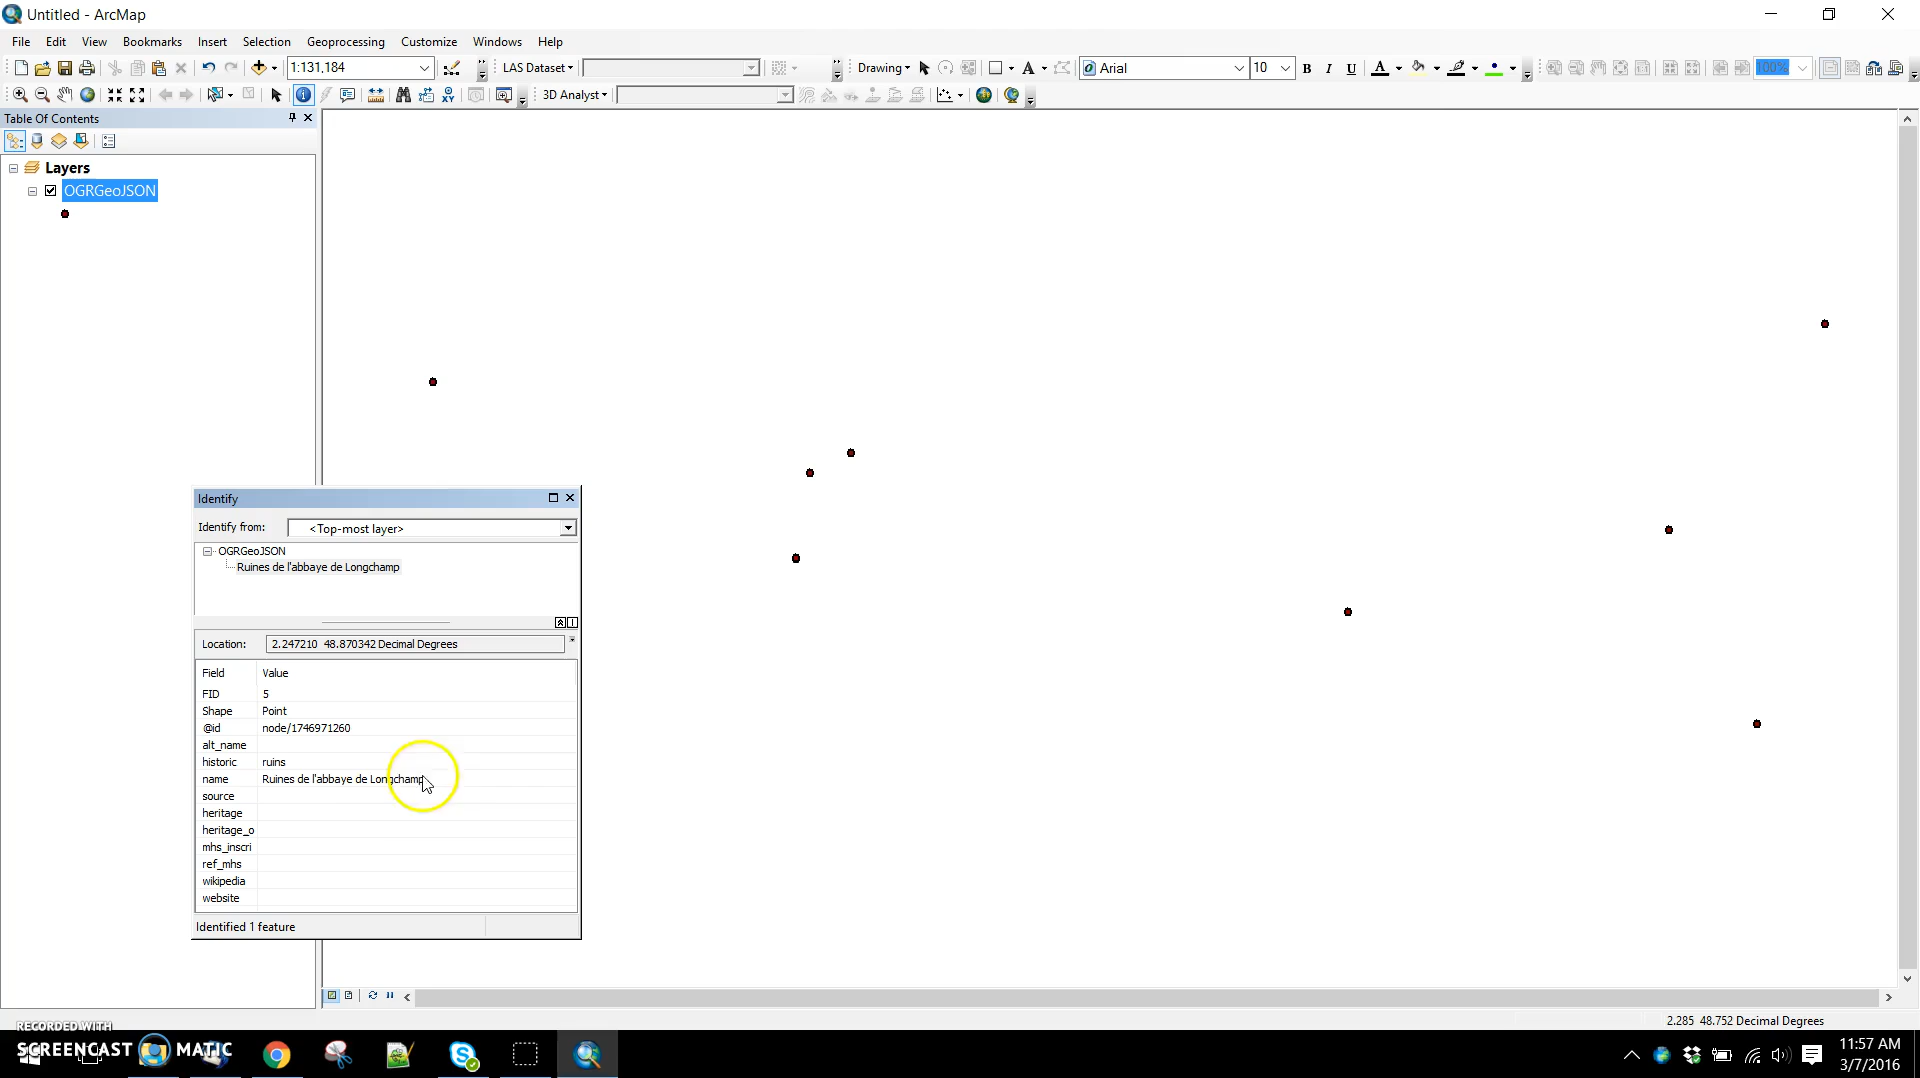 Untitled - ArcMap
File Edit View Bookmarks Insert Selection Geoprocessing Customize Windows Help
1:131,184 LAS Dataset Drawing Arial 10 B I U A 100%
3D Analyst
Table Of Contents
Layers
OGRGeoJSON
Identify
Identify from: <Top-most layer>
OGRGeoJSON
Ruines de l'abbaye de Longchamp
Location: 2.247210 48.870342 Decimal Degrees
Field Value
FID 5
Shape Point
@id node/1746971260
alt_name
historic ruins
name Ruines de l'abbaye de Longchamp
source
heritage
heritage_o
mhs_inscri
ref_mhs
wikipedia
website
Identified 1 feature
2.285 48.752 Decimal Degrees
RECORDED WITH
SCREENCAST MATIC
11:57 AM
3/7/2016